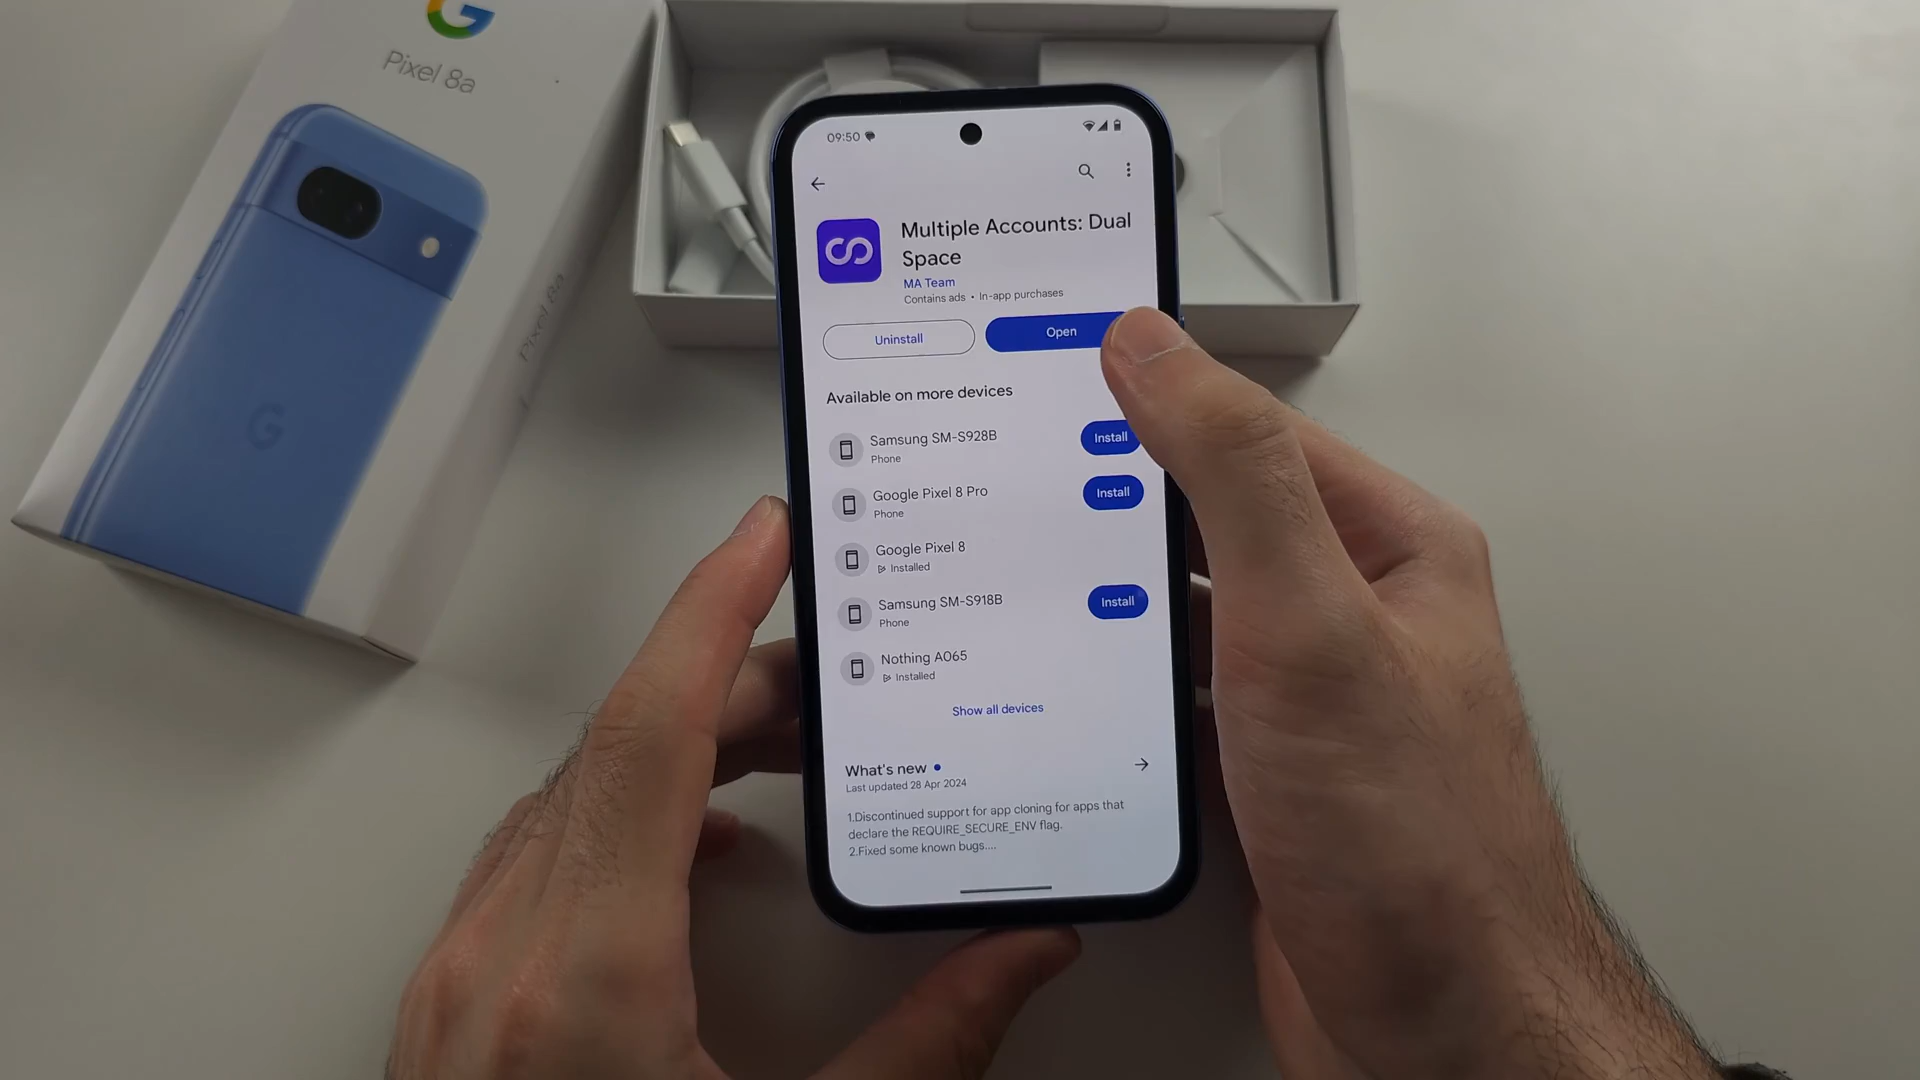 Pixel 8a
Pixel 8a
09:50
Multiple Accounts: Dual
Space
MA Team
Contains ads • In-app purchases
Uninstall
Open
Available on more devices
Samsung SM-S928B
Phone
Install
Google Pixel 8 Pro
Phone
Install
Google Pixel 8
Installed
Samsung SM-S918B
Phone
Install
Nothing A065
Installed
Show all devices
What's new
Last updated 28 Apr 2024
1.Discontinued support for app cloning for apps that
declare the REQUIRE_SECURE_ENV flag.
2.Fixed some known bugs....